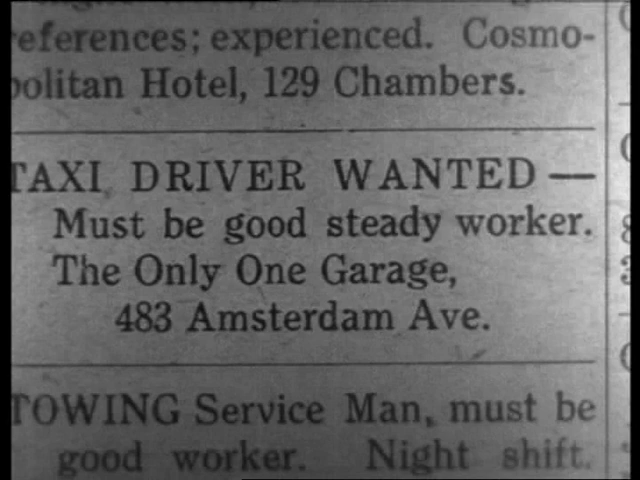 references; experienced. Cosmo-
politan Hotel, 129 Chambers.
TAXI DRIVER WANTED —
Must be good steady worker.
The Only One Garage,
483 Amsterdam Ave.
TOWING Service Man, must be
good worker. Night shift.